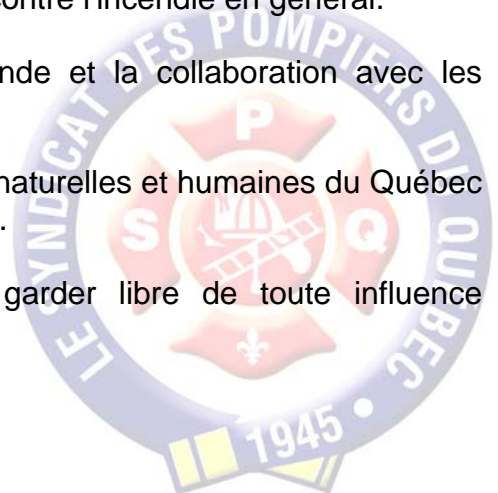 contre l'incendie en général.
nde et la collaboration avec les
naturelles et humaines du Québec
.
garder libre de toute influence
LE SYNDICAT DES POMPIERS DU QUÉBEC
P
S Q
1945